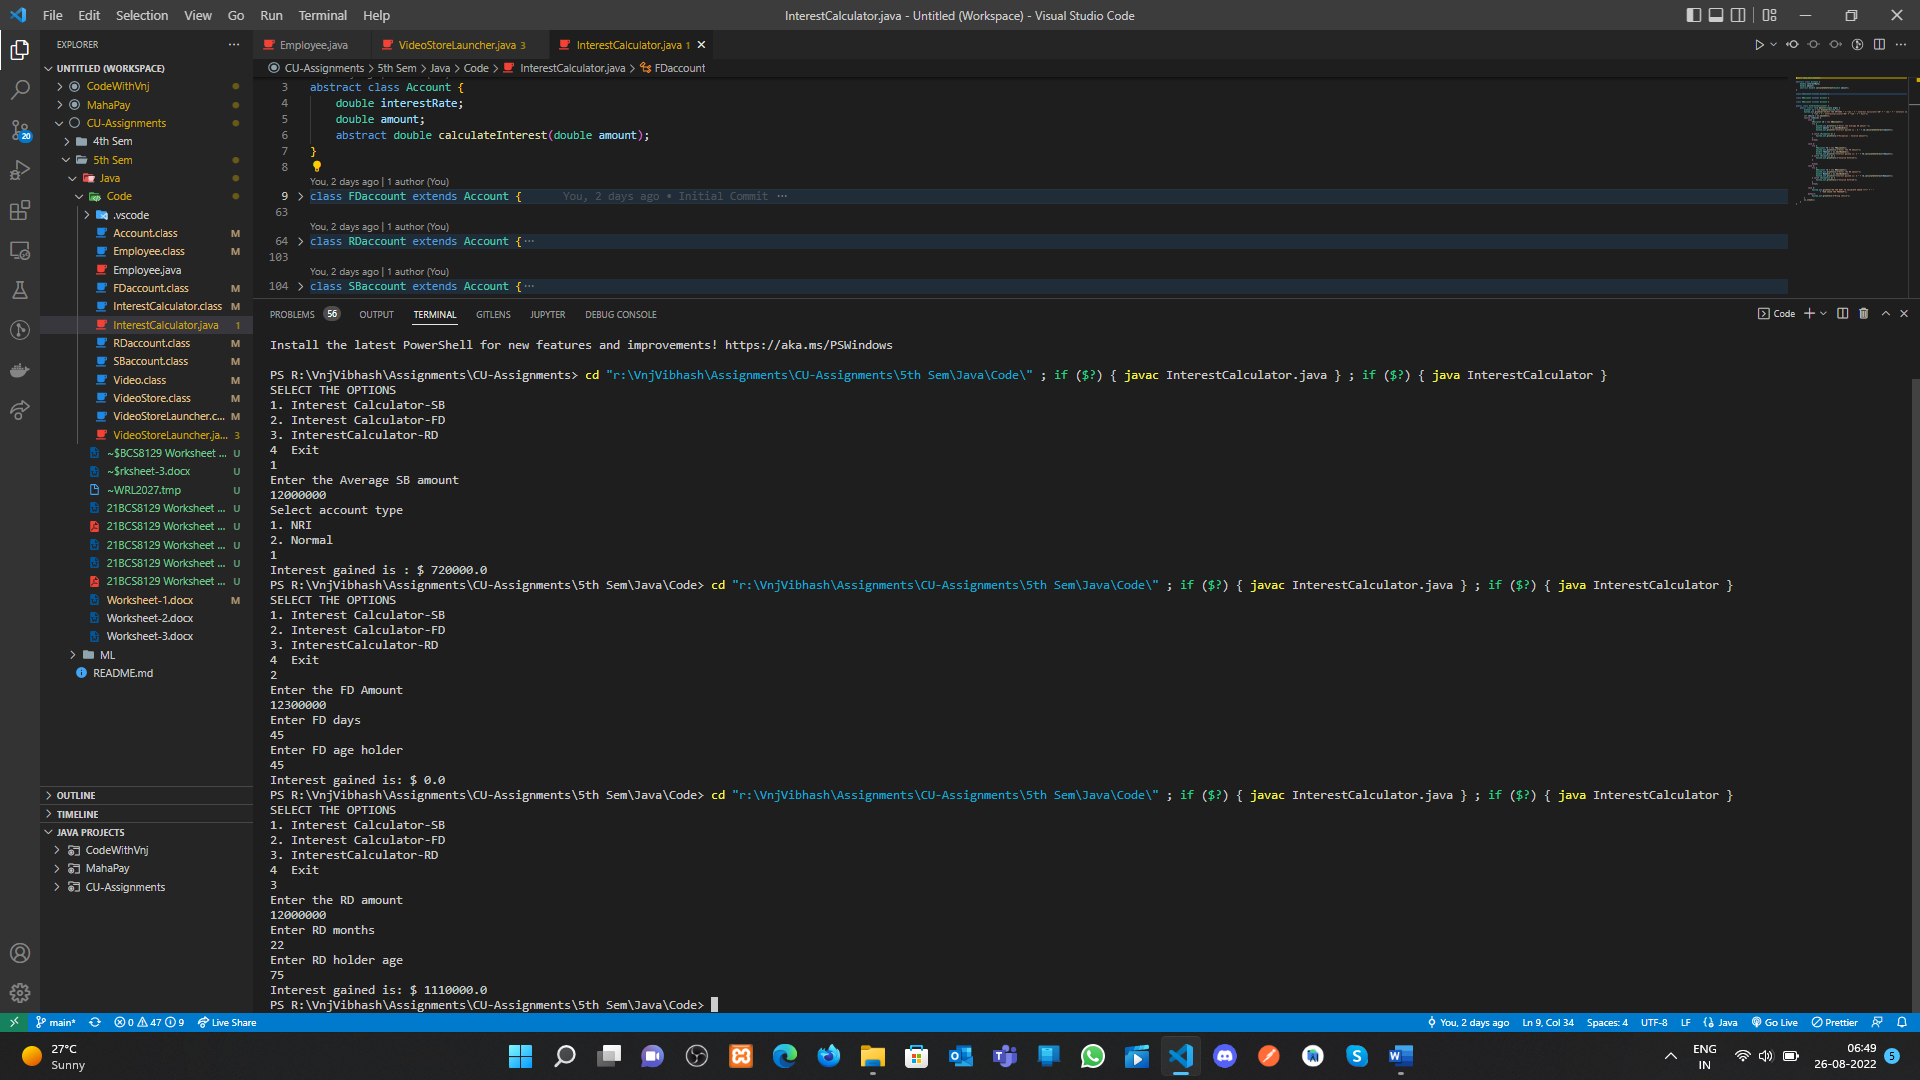 File Edit Selection View Go Run Terminal Help
InterestCalculator.java - Untitled (Workspace) - Visual Studio Code
EXPLORER
UNTITLED (WORKSPACE)
CodeWithVnj
MahaPay
CU-Assignments
4th Sem
5th Sem
Java
Code
.vscode
Account.class M
Employee.class M
Employee.java
FDaccount.class M
InterestCalculator.class M
InterestCalculator.java 1
RDaccount.class M
SBaccount.class M
Video.class M
VideoStore.class M
VideoStoreLauncher.c... M
VideoStoreLauncher.ja... 3
~$BCS8129 Worksheet ... U
~$rksheet-3.docx U
~WRL2027.tmp U
21BCS8129 Worksheet ... U
21BCS8129 Worksheet ... U
21BCS8129 Worksheet ... U
21BCS8129 Worksheet ... U
21BCS8129 Worksheet ... U
Worksheet-1.docx M
Worksheet-2.docx
Worksheet-3.docx
ML
README.md
OUTLINE
TIMELINE
JAVA PROJECTS
CodeWithVnj
MahaPay
CU-Assignments
20
Employee.java VideoStoreLauncher.java 3 InterestCalculator.java 1
CU-Assignments > 5th Sem > Java > Code > InterestCalculator.java > FDaccount
3 abstract class Account {
4 double interestRate;
5 double amount;
6 abstract double calculateInterest(double amount);
7 }
8
You, 2 days ago | 1 author (You)
9 class FDaccount extends Account { You, 2 days ago • Initial Commit ...
63
You, 2 days ago | 1 author (You)
64 class RDaccount extends Account {...
103
You, 2 days ago | 1 author (You)
104 class SBaccount extends Account {...
PROBLEMS 56 OUTPUT TERMINAL GITLENS JUPYTER DEBUG CONSOLE
Code
Install the latest PowerShell for new features and improvements! https://aka.ms/PSWindows
PS R:\VnjVibhash\Assignments\CU-Assignments> cd "r:\VnjVibhash\Assignments\CU-Assignments\5th Sem\Java\Code\" ; if ($?) { javac InterestCalculator.java } ; if ($?) { java InterestCalculator }
SELECT THE OPTIONS
1. Interest Calculator-SB
2. Interest Calculator-FD
3. InterestCalculator-RD
4 Exit
1
Enter the Average SB amount
12000000
Select account type
1. NRI
2. Normal
1
Interest gained is : $ 720000.0
PS R:\VnjVibhash\Assignments\CU-Assignments\5th Sem\Java\Code> cd "r:\VnjVibhash\Assignments\CU-Assignments\5th Sem\Java\Code\" ; if ($?) { javac InterestCalculator.java } ; if ($?) { java InterestCalculator }
SELECT THE OPTIONS
1. Interest Calculator-SB
2. Interest Calculator-FD
3. InterestCalculator-RD
4 Exit
2
Enter the FD Amount
12300000
Enter FD days
45
Enter FD age holder
45
Interest gained is: $ 0.0
PS R:\VnjVibhash\Assignments\CU-Assignments\5th Sem\Java\Code> cd "r:\VnjVibhash\Assignments\CU-Assignments\5th Sem\Java\Code\" ; if ($?) { javac InterestCalculator.java } ; if ($?) { java InterestCalculator }
SELECT THE OPTIONS
1. Interest Calculator-SB
2. Interest Calculator-FD
3. InterestCalculator-RD
4 Exit
3
Enter the RD amount
12000000
Enter RD months
22
Enter RD holder age
75
Interest gained is: $ 1110000.0
PS R:\VnjVibhash\Assignments\CU-Assignments\5th Sem\Java\Code>
main* 0 47 9 Live Share
You, 2 days ago Ln 9, Col 34 Spaces: 4 UTF-8 LF Java Go Live Prettier
27°C
Sunny
ENG
IN
06:49
26-08-2022
5